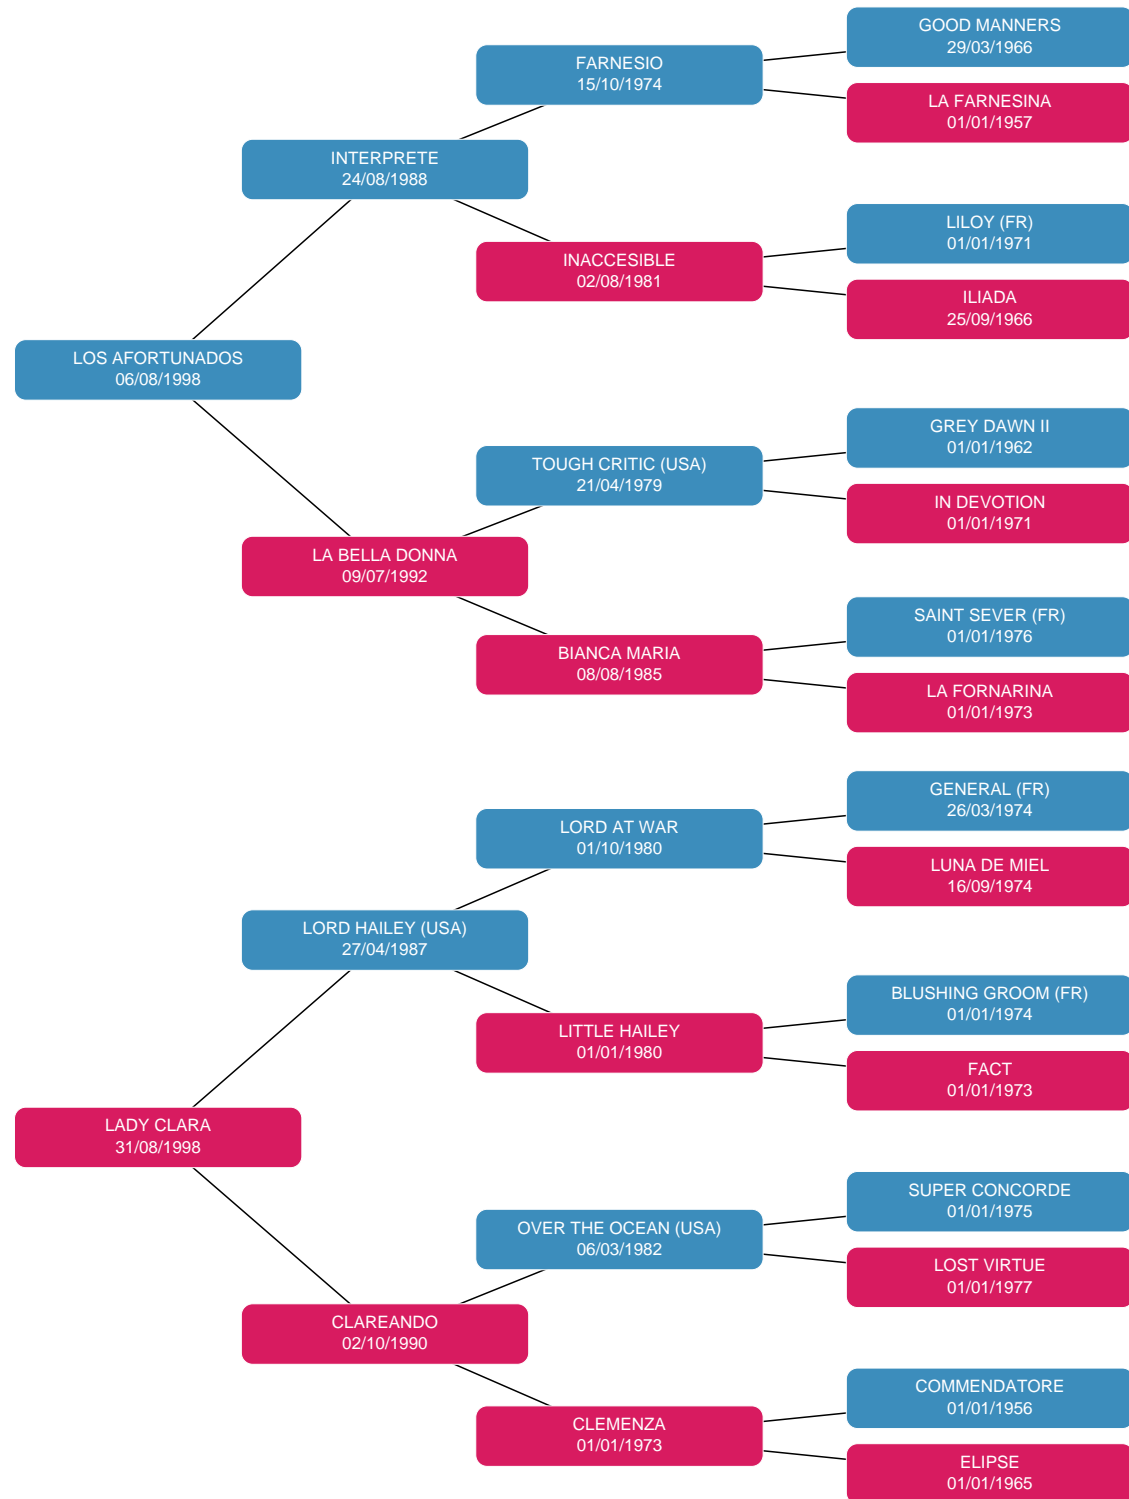 GOOD MANNERS
29/03/1966
FARNESIO
15/10/1974
LA FARNESINA
01/01/1957
INTERPRETE
24/08/1988
LILOY (FR)
01/01/1971
INACCESIBLE
02/08/1981
ILIADA
25/09/1966
LOS AFORTUNADOS
06/08/1998
GREY DAWN II
01/01/1962
TOUGH CRITIC (USA)
21/04/1979
IN DEVOTION
01/01/1971
LA BELLA DONNA
09/07/1992
SAINT SEVER (FR)
01/01/1976
BIANCA MARIA
08/08/1985
LA FORNARINA
01/01/1973
GENERAL (FR)
26/03/1974
LORD AT WAR
01/10/1980
LUNA DE MIEL
16/09/1974
LORD HAILEY (USA)
27/04/1987
BLUSHING GROOM (FR)
01/01/1974
LITTLE HAILEY
01/01/1980
FACT
01/01/1973
LADY CLARA
31/08/1998
SUPER CONCORDE
01/01/1975
OVER THE OCEAN (USA)
06/03/1982
LOST VIRTUE
01/01/1977
CLAREANDO
02/10/1990
COMMENDATORE
01/01/1956
CLEMENZA
01/01/1973
ELIPSE
01/01/1965